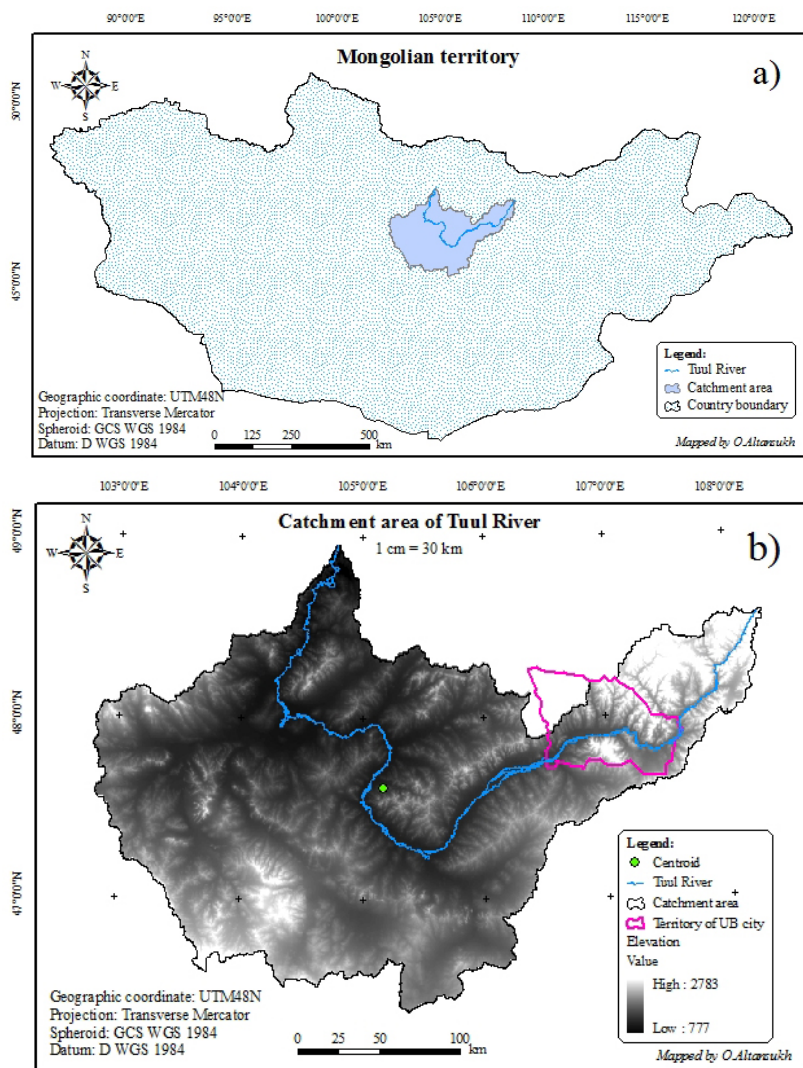 90°0'0"E 95°0'0"E 100°0'0"E 105°0'0"E 110°0'0"E 115°0'0"E 120°0'0"E
Mongolian territory
a)
N
W E
S
50°0'0"N
45°0'0"N
Legend:
Tuul River
Catchment area
Country boundary
Geographic coordinate: UTM48N
Projection: Transverse Mercator
Spheroid: GCS WGS 1984
Datum: D WGS 1984
0 125 250 500
km
Mapped by O.Altansukh
103°0'0"E 104°0'0"E 105°0'0"E 106°0'0"E 107°0'0"E 108°0'0"E
Catchment area of Tuul River
1 cm = 30 km
b)
N
W E
S
49°0'0"N
48°0'0"N
47°0'0"N
Legend:
Centroid
Tuul River
Catchment area
Territory of UB city
Elevation
Value
High : 2783
Low : 777
Geographic coordinate: UTM48N
Projection: Transverse Mercator
Spheroid: GCS WGS 1984
Datum: D WGS 1984
0 25 50 100
km
Mapped by O.Altansukh